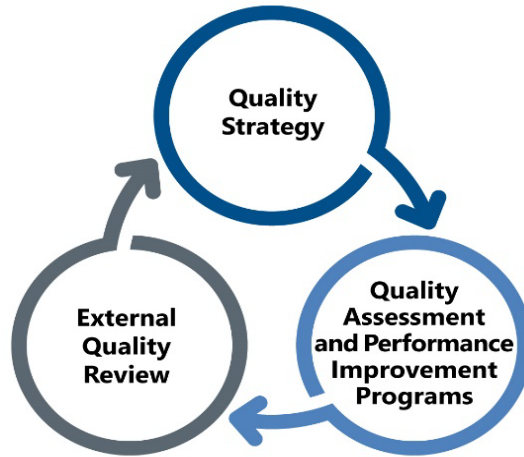 Quality
Strategy
Quality
Assessment
and Performance
Improvement
Programs
External
Quality
Review